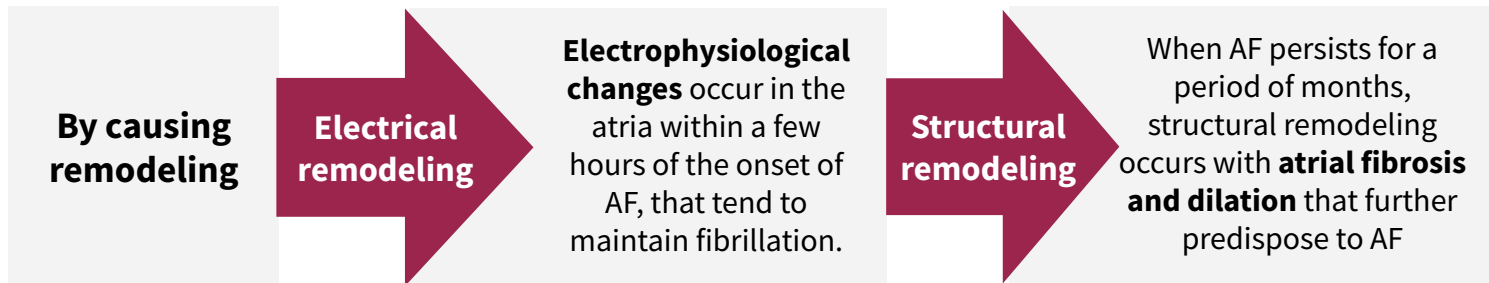 By causing
remodeling
Electrical
remodeling
Electrophysiological
changes occur in the
atria within a few
hours of the onset of
AF, that tend to
maintain fibrillation.
Structural
remodeling
When AF persists for a
period of months,
structural remodeling
occurs with atrial fibrosis
and dilation that further
predispose to AF